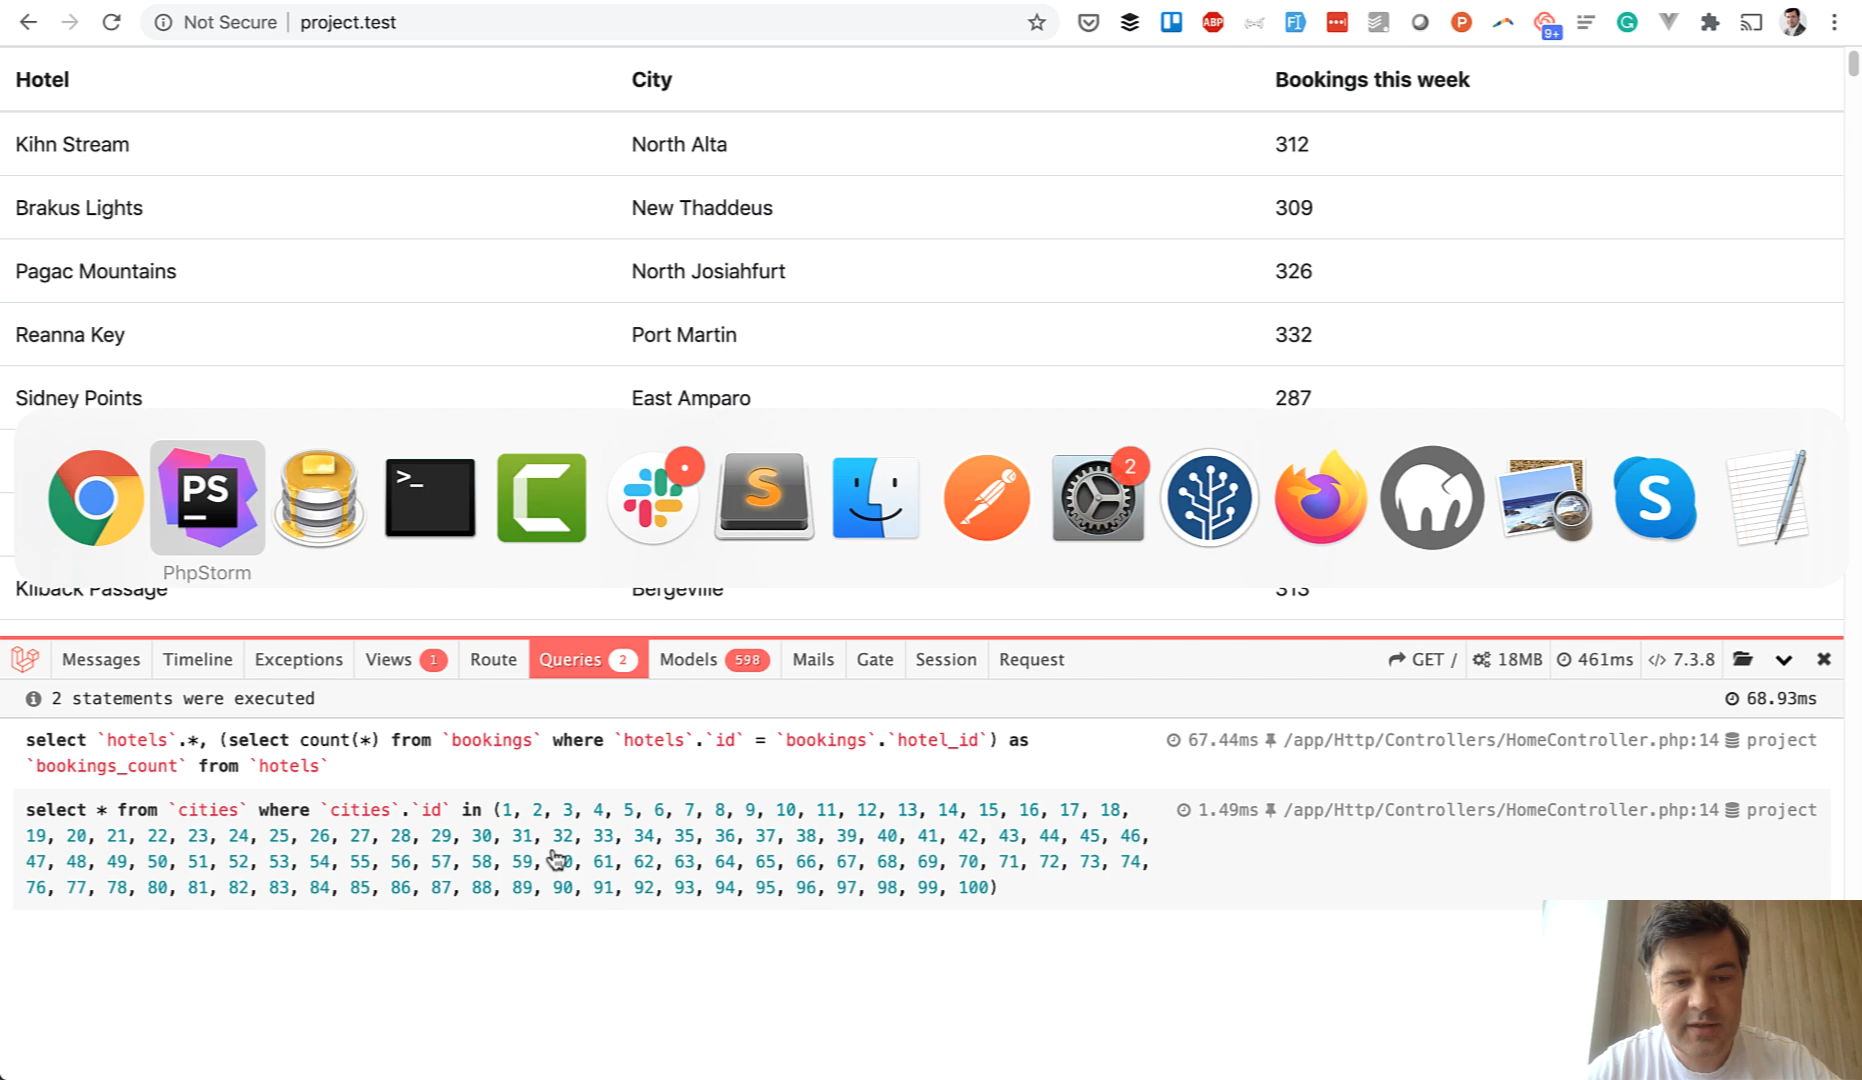 Not Secure project.test
ABP 9+
Hotel City Bookings this week
Kihn Stream North Alta 312
Brakus Lights New Thaddeus 309
Pagac Mountains North Josiahfurt 326
Reanna Key Port Martin 332
Sidney Points East Amparo 287
PS >_ S 2 S
PhpStorm
Kilback Passage Bergeville 313
Messages Timeline Exceptions Views 1 Route Queries 2 Models 598 Mails Gate Session Request GET / 18MB 461ms </> 7.3.8
2 statements were executed 68.93ms
select `hotels`.*, (select count(*) from `bookings` where `hotels`.`id` = `bookings`.`hotel_id`) as 67.44ms /app/Http/Controllers/HomeController.php:14 project
`bookings_count` from `hotels`
select * from `cities` where `cities`.`id` in (1, 2, 3, 4, 5, 6, 7, 8, 9, 10, 11, 12, 13, 14, 15, 16, 17, 18, 1.49ms /app/Http/Controllers/HomeController.php:14 project
19, 20, 21, 22, 23, 24, 25, 26, 27, 28, 29, 30, 31, 32, 33, 34, 35, 36, 37, 38, 39, 40, 41, 42, 43, 44, 45, 46,
47, 48, 49, 50, 51, 52, 53, 54, 55, 56, 57, 58, 59, 60, 61, 62, 63, 64, 65, 66, 67, 68, 69, 70, 71, 72, 73, 74,
76, 77, 78, 80, 81, 82, 83, 84, 85, 86, 87, 88, 89, 90, 91, 92, 93, 94, 95, 96, 97, 98, 99, 100)